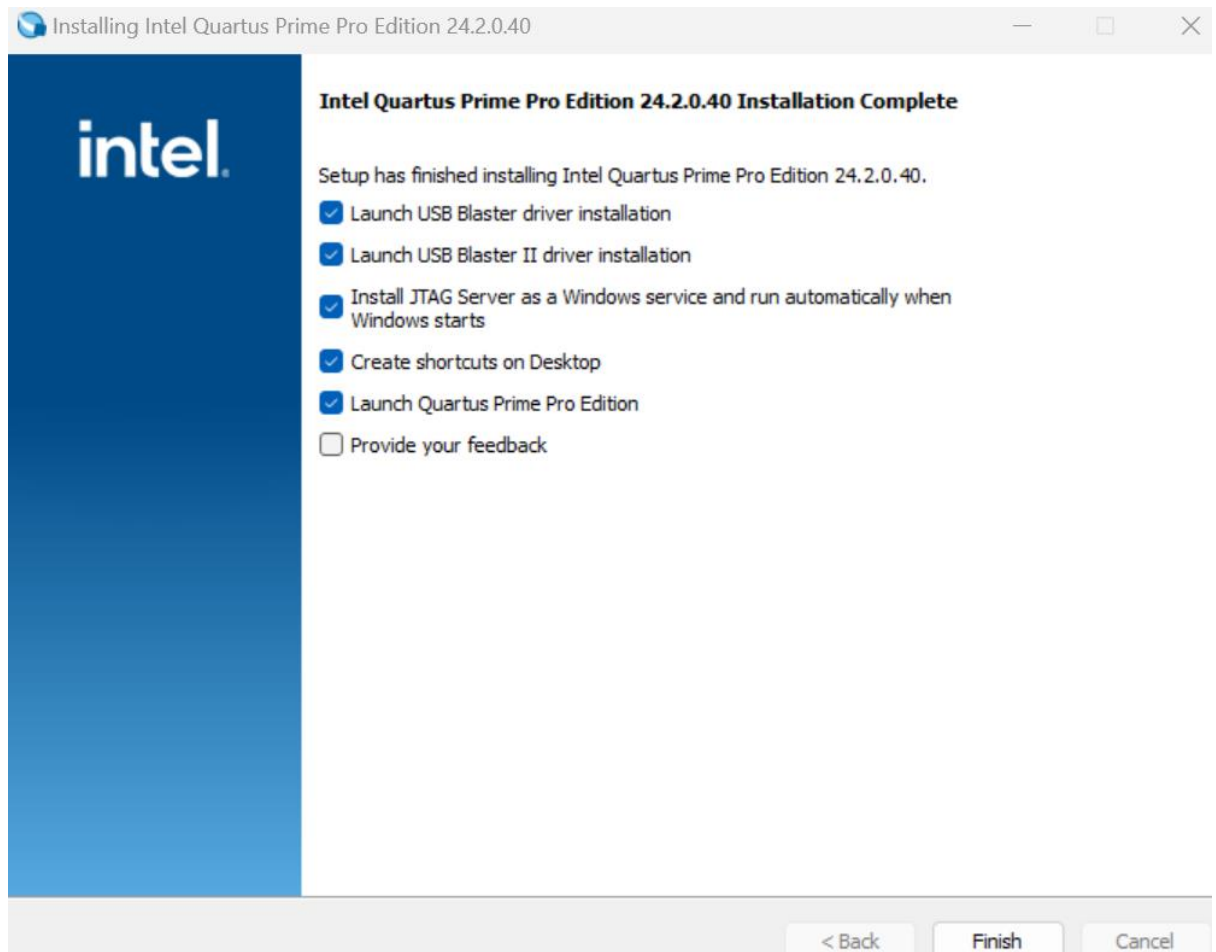 Installing Intel Quartus Prime Pro Edition 24.2.0.40
intel.
Intel Quartus Prime Pro Edition 24.2.0.40 Installation Complete
Setup has finished installing Intel Quartus Prime Pro Edition 24.2.0.40.
Launch USB Blaster driver installation
Launch USB Blaster II driver installation
Install JTAG Server as a Windows service and run automatically when
Windows starts
Create shortcuts on Desktop
Launch Quartus Prime Pro Edition
Provide your feedback
< Back Finish Cancel